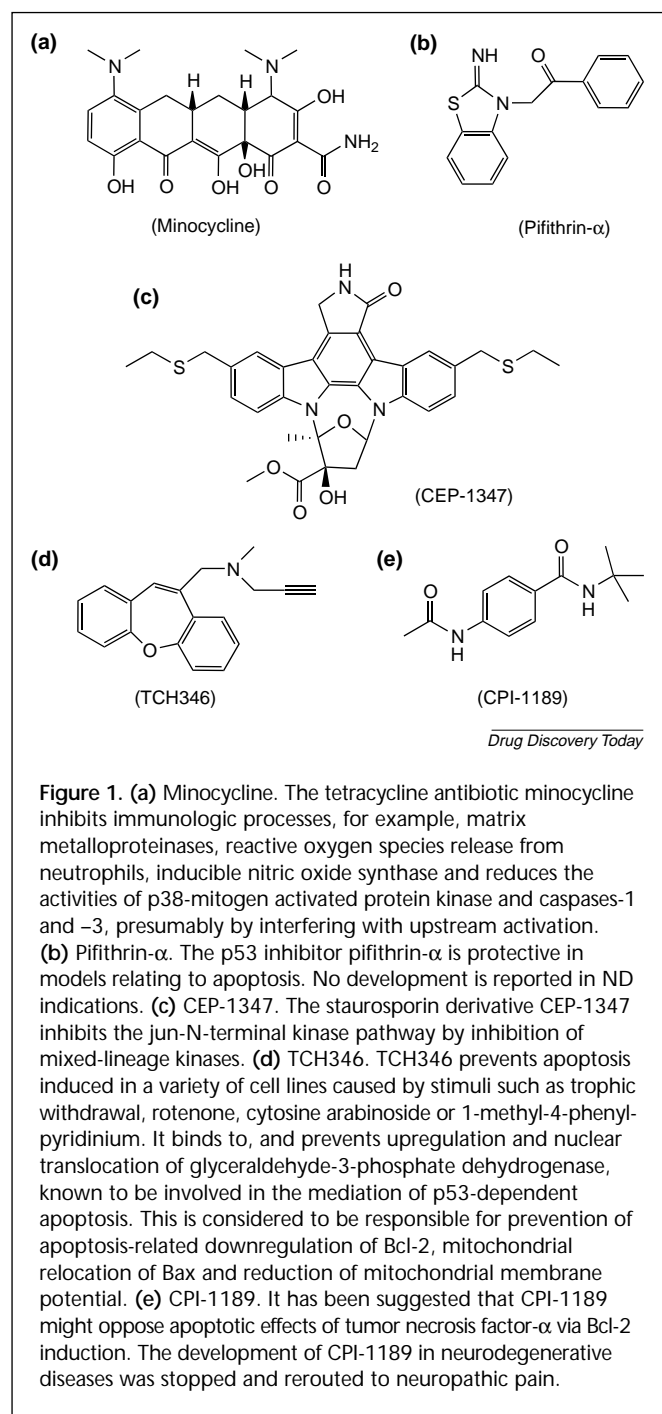 (a)
N
N
H
H
OH
NH2
OH
O
OH
OH
O
O
(Minocycline)
(b)
NH
O
S
N
(Pifithrin-α)
(c)
H
N
O
S
S
N
N
O
O
O
OH
(CEP-1347)
(d)
N
O
(TCH346)
(e)
O
N
H
O
N
H
(CPI-1189)
Drug Discovery Today
Figure 1. (a) Minocycline. The tetracycline antibiotic minocycline
inhibits immunologic processes, for example, matrix
metalloproteinases, reactive oxygen species release from
neutrophils, inducible nitric oxide synthase and reduces the
activities of p38-mitogen activated protein kinase and caspases-1
and –3, presumably by interfering with upstream activation.
(b) Pifithrin-α. The p53 inhibitor pifithrin-α is protective in
models relating to apoptosis. No development is reported in ND
indications. (c) CEP-1347. The staurosporin derivative CEP-1347
inhibits the jun-N-terminal kinase pathway by inhibition of
mixed-lineage kinases. (d) TCH346. TCH346 prevents apoptosis
induced in a variety of cell lines caused by stimuli such as trophic
withdrawal, rotenone, cytosine arabinoside or 1-methyl-4-phenyl-
pyridinium. It binds to, and prevents upregulation and nuclear
translocation of glyceraldehyde-3-phosphate dehydrogenase,
known to be involved in the mediation of p53-dependent
apoptosis. This is considered to be responsible for prevention of
apoptosis-related downregulation of Bcl-2, mitochondrial
relocation of Bax and reduction of mitochondrial membrane
potential. (e) CPI-1189. It has been suggested that CPI-1189
might oppose apoptotic effects of tumor necrosis factor-α via Bcl-2
induction. The development of CPI-1189 in neurodegenerative
diseases was stopped and rerouted to neuropathic pain.